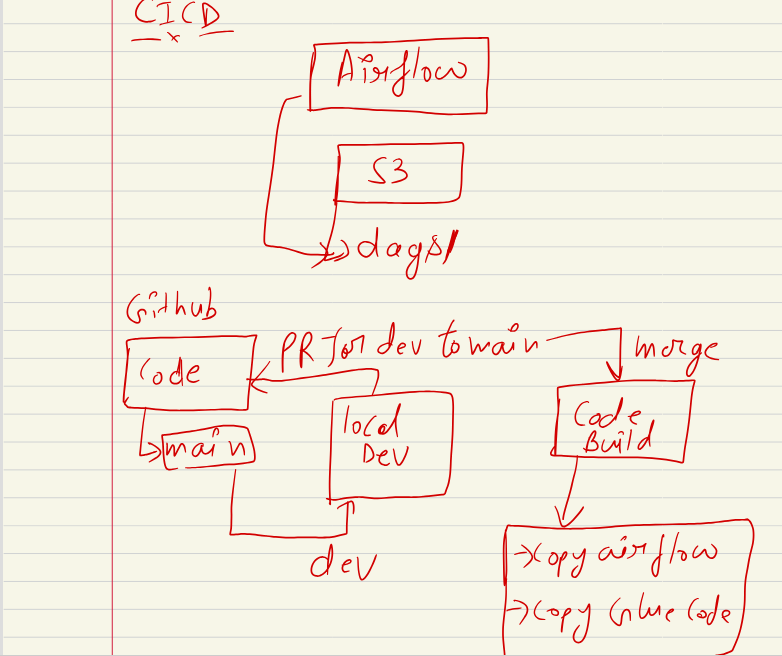 CICD
Airflow
S3
dags/
Github
Code
PR for dev to main
merge
main
local
Dev
Code
Build
dev
→ Copy airflow
→ Copy Glue Code